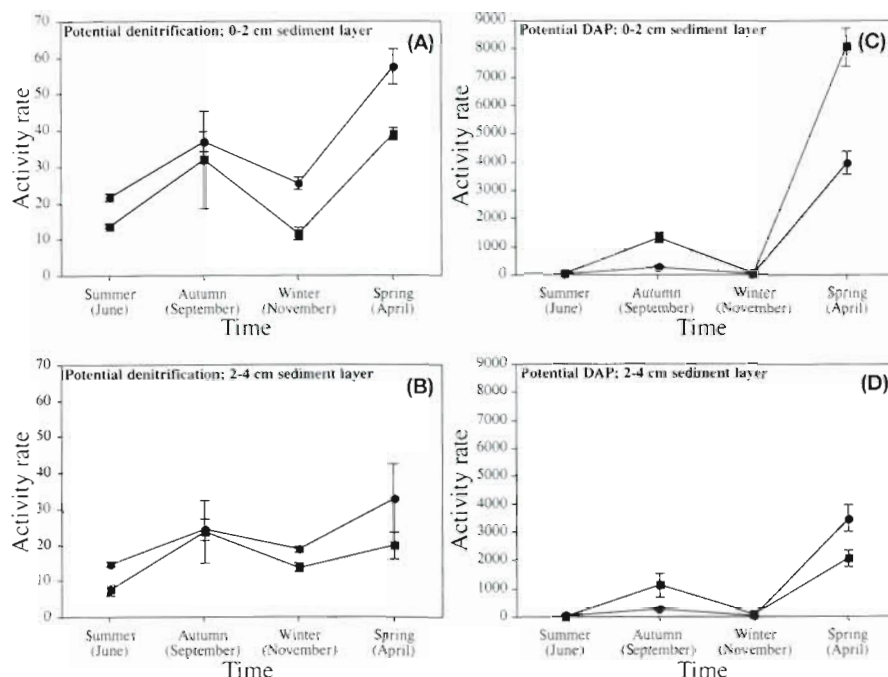 Potential denitrification; 0-2 cm sediment layer
(A)
Activity rate
70
60
50
40
30
20
10
0
Summer (June)
Autumn (September)
Winter (November)
Spring (April)
Time
Potential DAP; 0-2 cm sediment layer
(C)
Activity rate
9000
8000
7000
6000
5000
4000
3000
2000
1000
0
Summer (June)
Autumn (September)
Winter (November)
Spring (April)
Time
Potential denitrification; 2-4 cm sediment layer
(B)
Activity rate
70
60
50
40
30
20
10
0
Summer (June)
Autumn (September)
Winter (November)
Spring (April)
Time
Potential DAP; 2-4 cm sediment layer
(D)
Activity rate
9000
8000
7000
6000
5000
4000
3000
2000
1000
0
Summer (June)
Autumn (September)
Winter (November)
Spring (April)
Time